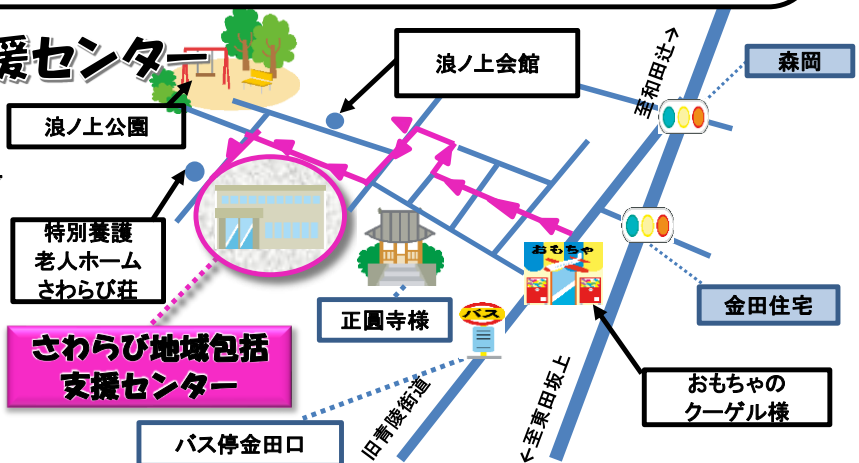 援センター
浪ノ上公園
浪ノ上会館
至和田辻→
森岡
特別養護
老人ホーム
さわらび荘
おもちゃ
正圓寺様
バス
金田住宅
さわらび地域包括
支援センター
おもちゃの
クーゲル様
バス停金田口
旧青陵街道
←至東田坂上